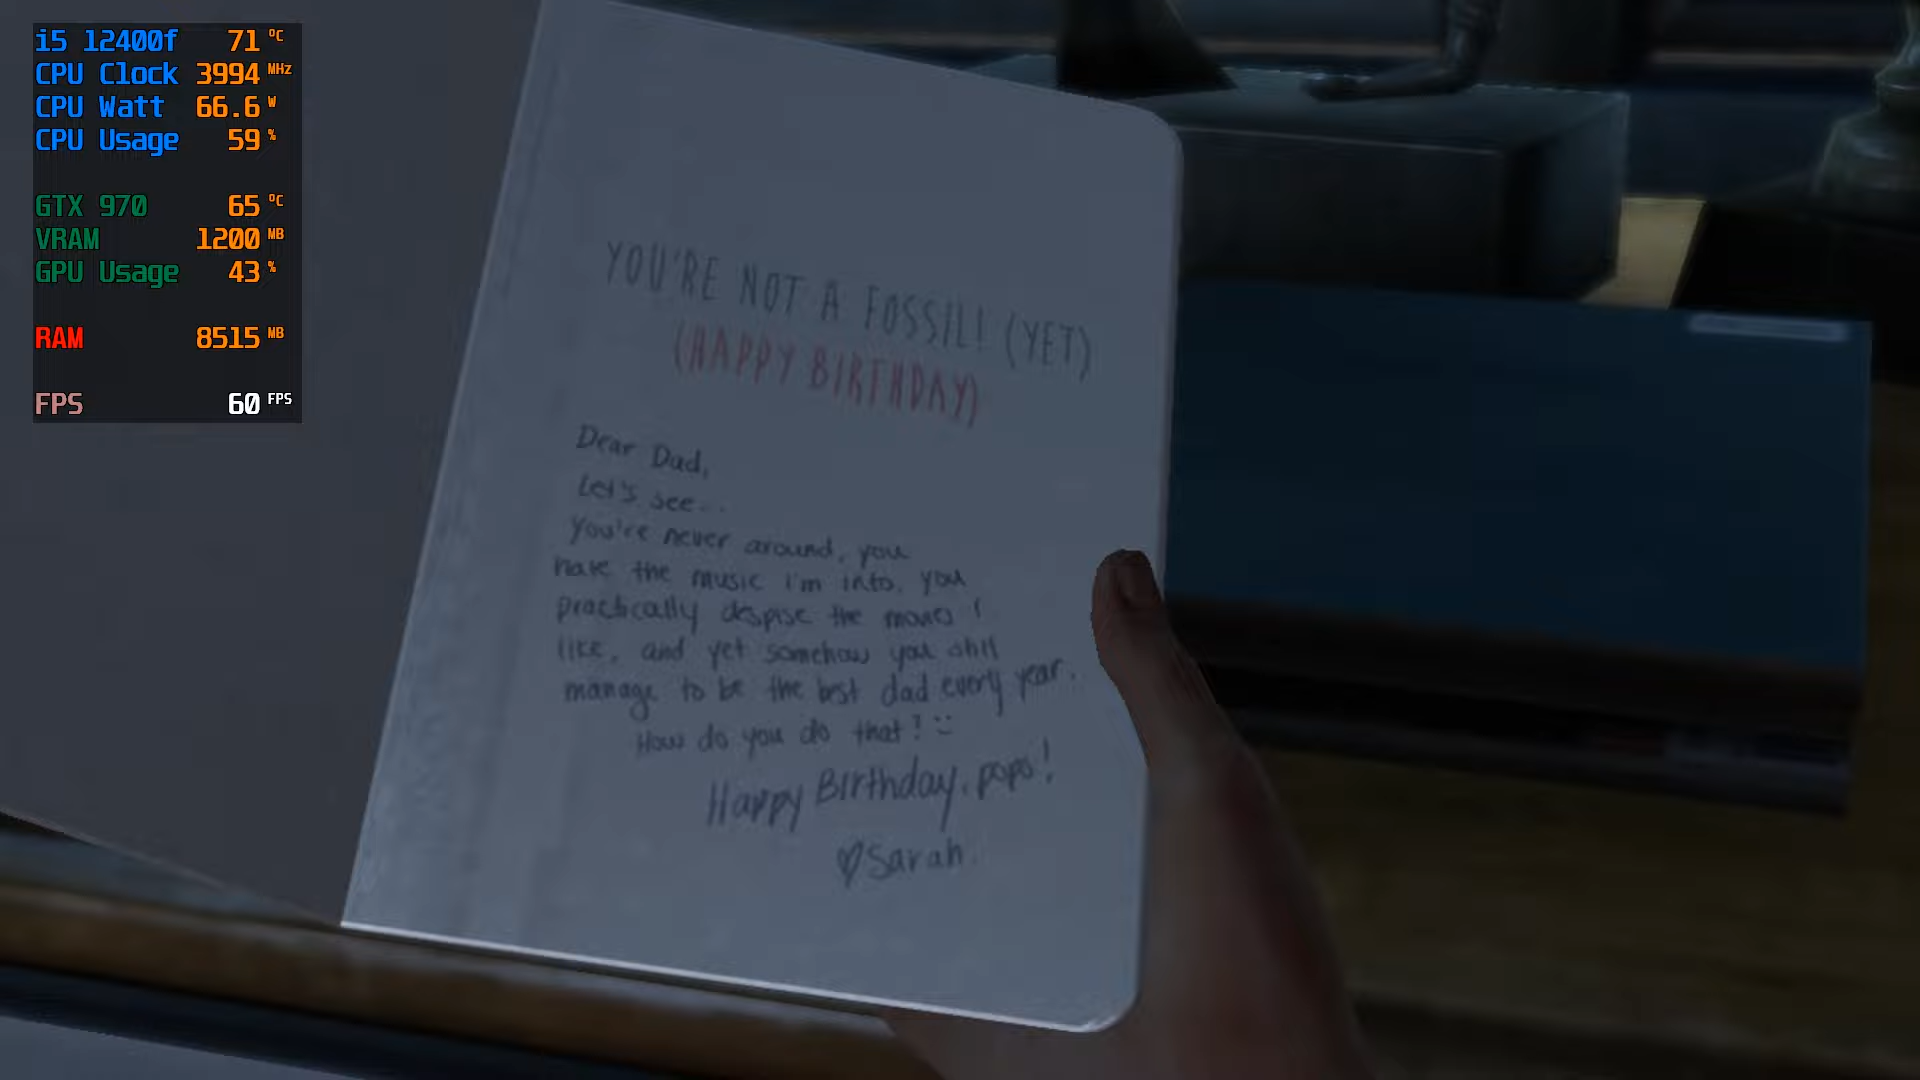 i5 12400f 71 °C
CPU Clock 3994 MHz
CPU Watt 66.6 W
CPU Usage 59 %
GTX 970 65 °C
VRAM 1200 MB
GPU Usage 43 %
RAM 8515 MB
FPS 60 FPS
YOU'RE NOT A FOSSIL! (YET)
(HAPPY BIRTHDAY)
Dear Dad,
Let's see...
You're never around, you
hate the music I'm into, you
practically despise the movies I
like, and yet somehow you still
manage to be the best dad every year.
How do you do that? :)
Happy Birthday, pops!
♡ Sarah